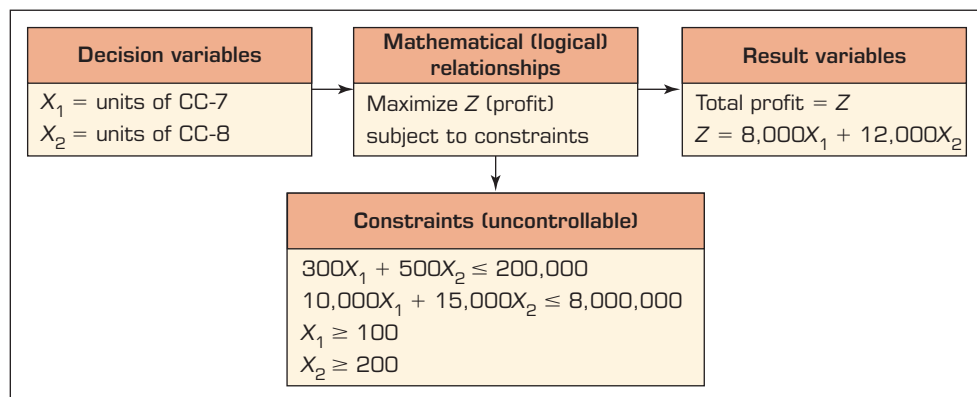 Decision variables
X₁ = units of CC-7
X₂ = units of CC-8
Mathematical (logical)
relationships
Maximize Z (profit)
subject to constraints
Result variables
Total profit = Z
Z = 8,000X₁ + 12,000X₂
Constraints (uncontrollable)
300X₁ + 500X₂ ≤ 200,000
10,000X₁ + 15,000X₂ ≤ 8,000,000
X₁ ≥ 100
X₂ ≥ 200